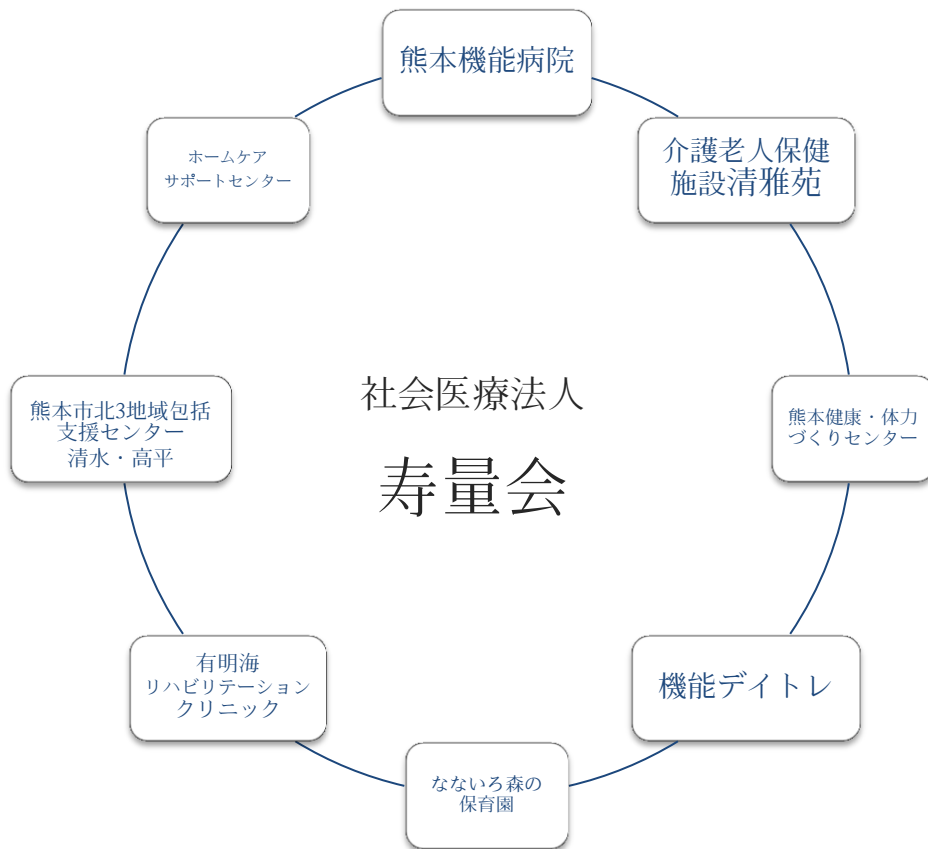 熊本機能病院
介護老人保健
施設清雅苑
熊本健康・体力
づくりセンター
機能デイトレ
なないろ森の
保育園
有明海
リハビリテーション
クリニック
熊本市北3地域包括
支援センター
清水・高平
ホームケア
サポートセンター
社会医療法人
寿量会